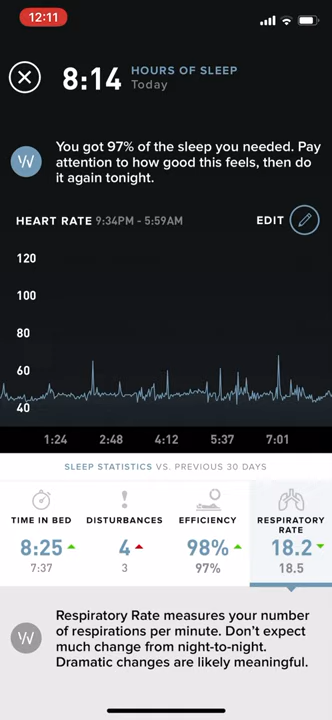 12:11
8:14 HOURS OF SLEEP
Today
You got 97% of the sleep you needed. Pay
attention to how good this feels, then do
it again tonight.
HEART RATE 9:34PM - 5:59AM EDIT
120
100
80
60
40
1:24 2:48 4:12 5:37 7:01
SLEEP STATISTICS VS. PREVIOUS 30 DAYS
TIME IN BED DISTURBANCES EFFICIENCY RESPIRATORY
RATE
8:25 4 98% 18.2
7:37 3 97% 18.5
Respiratory Rate measures your number
of respirations per minute. Don't expect
much change from night-to-night.
Dramatic changes are likely meaningful.